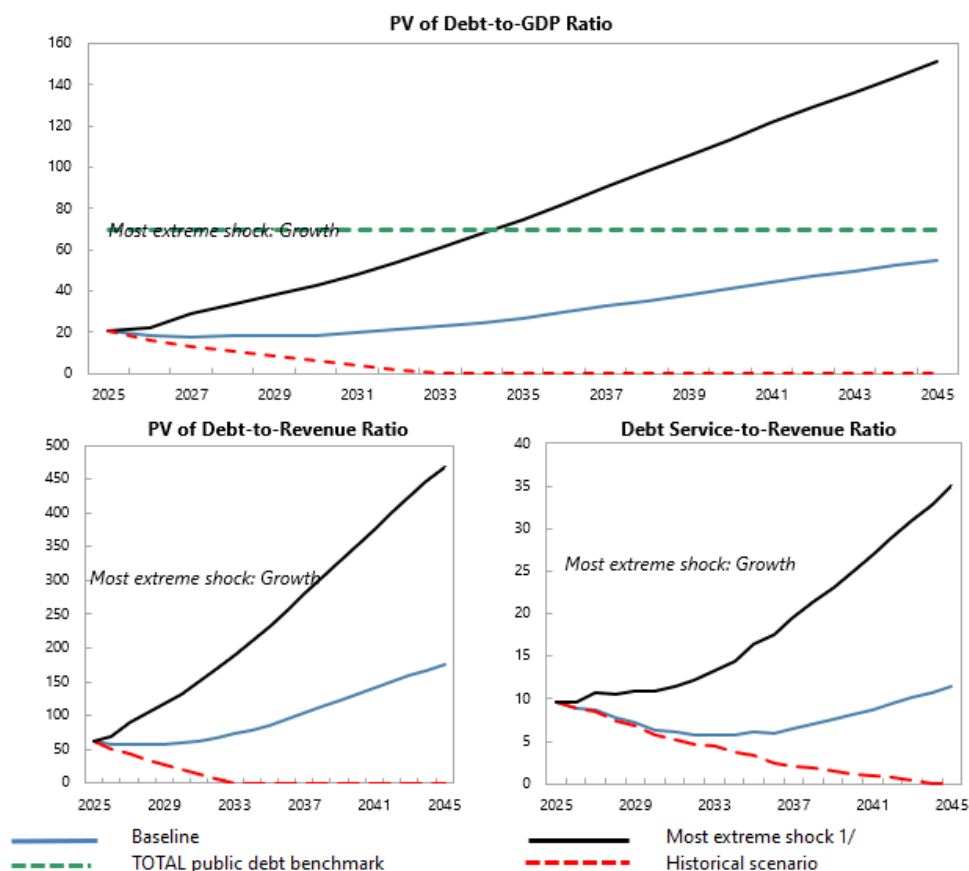 PV of Debt-to-GDP Ratio
160
140
120
100
80
60
40
20
0
Most extreme shock: Growth
2025 2027 2029 2031 2033 2035 2037 2039 2041 2043 2045
PV of Debt-to-Revenue Ratio
500
450
400
350
300
250
200
150
100
50
0
Most extreme shock: Growth
2025 2029 2033 2037 2041 2045
Debt Service-to-Revenue Ratio
40
35
30
25
20
15
10
5
0
Most extreme shock: Growth
2025 2029 2033 2037 2041 2045
Baseline
Most extreme shock 1/
TOTAL public debt benchmark
Historical scenario